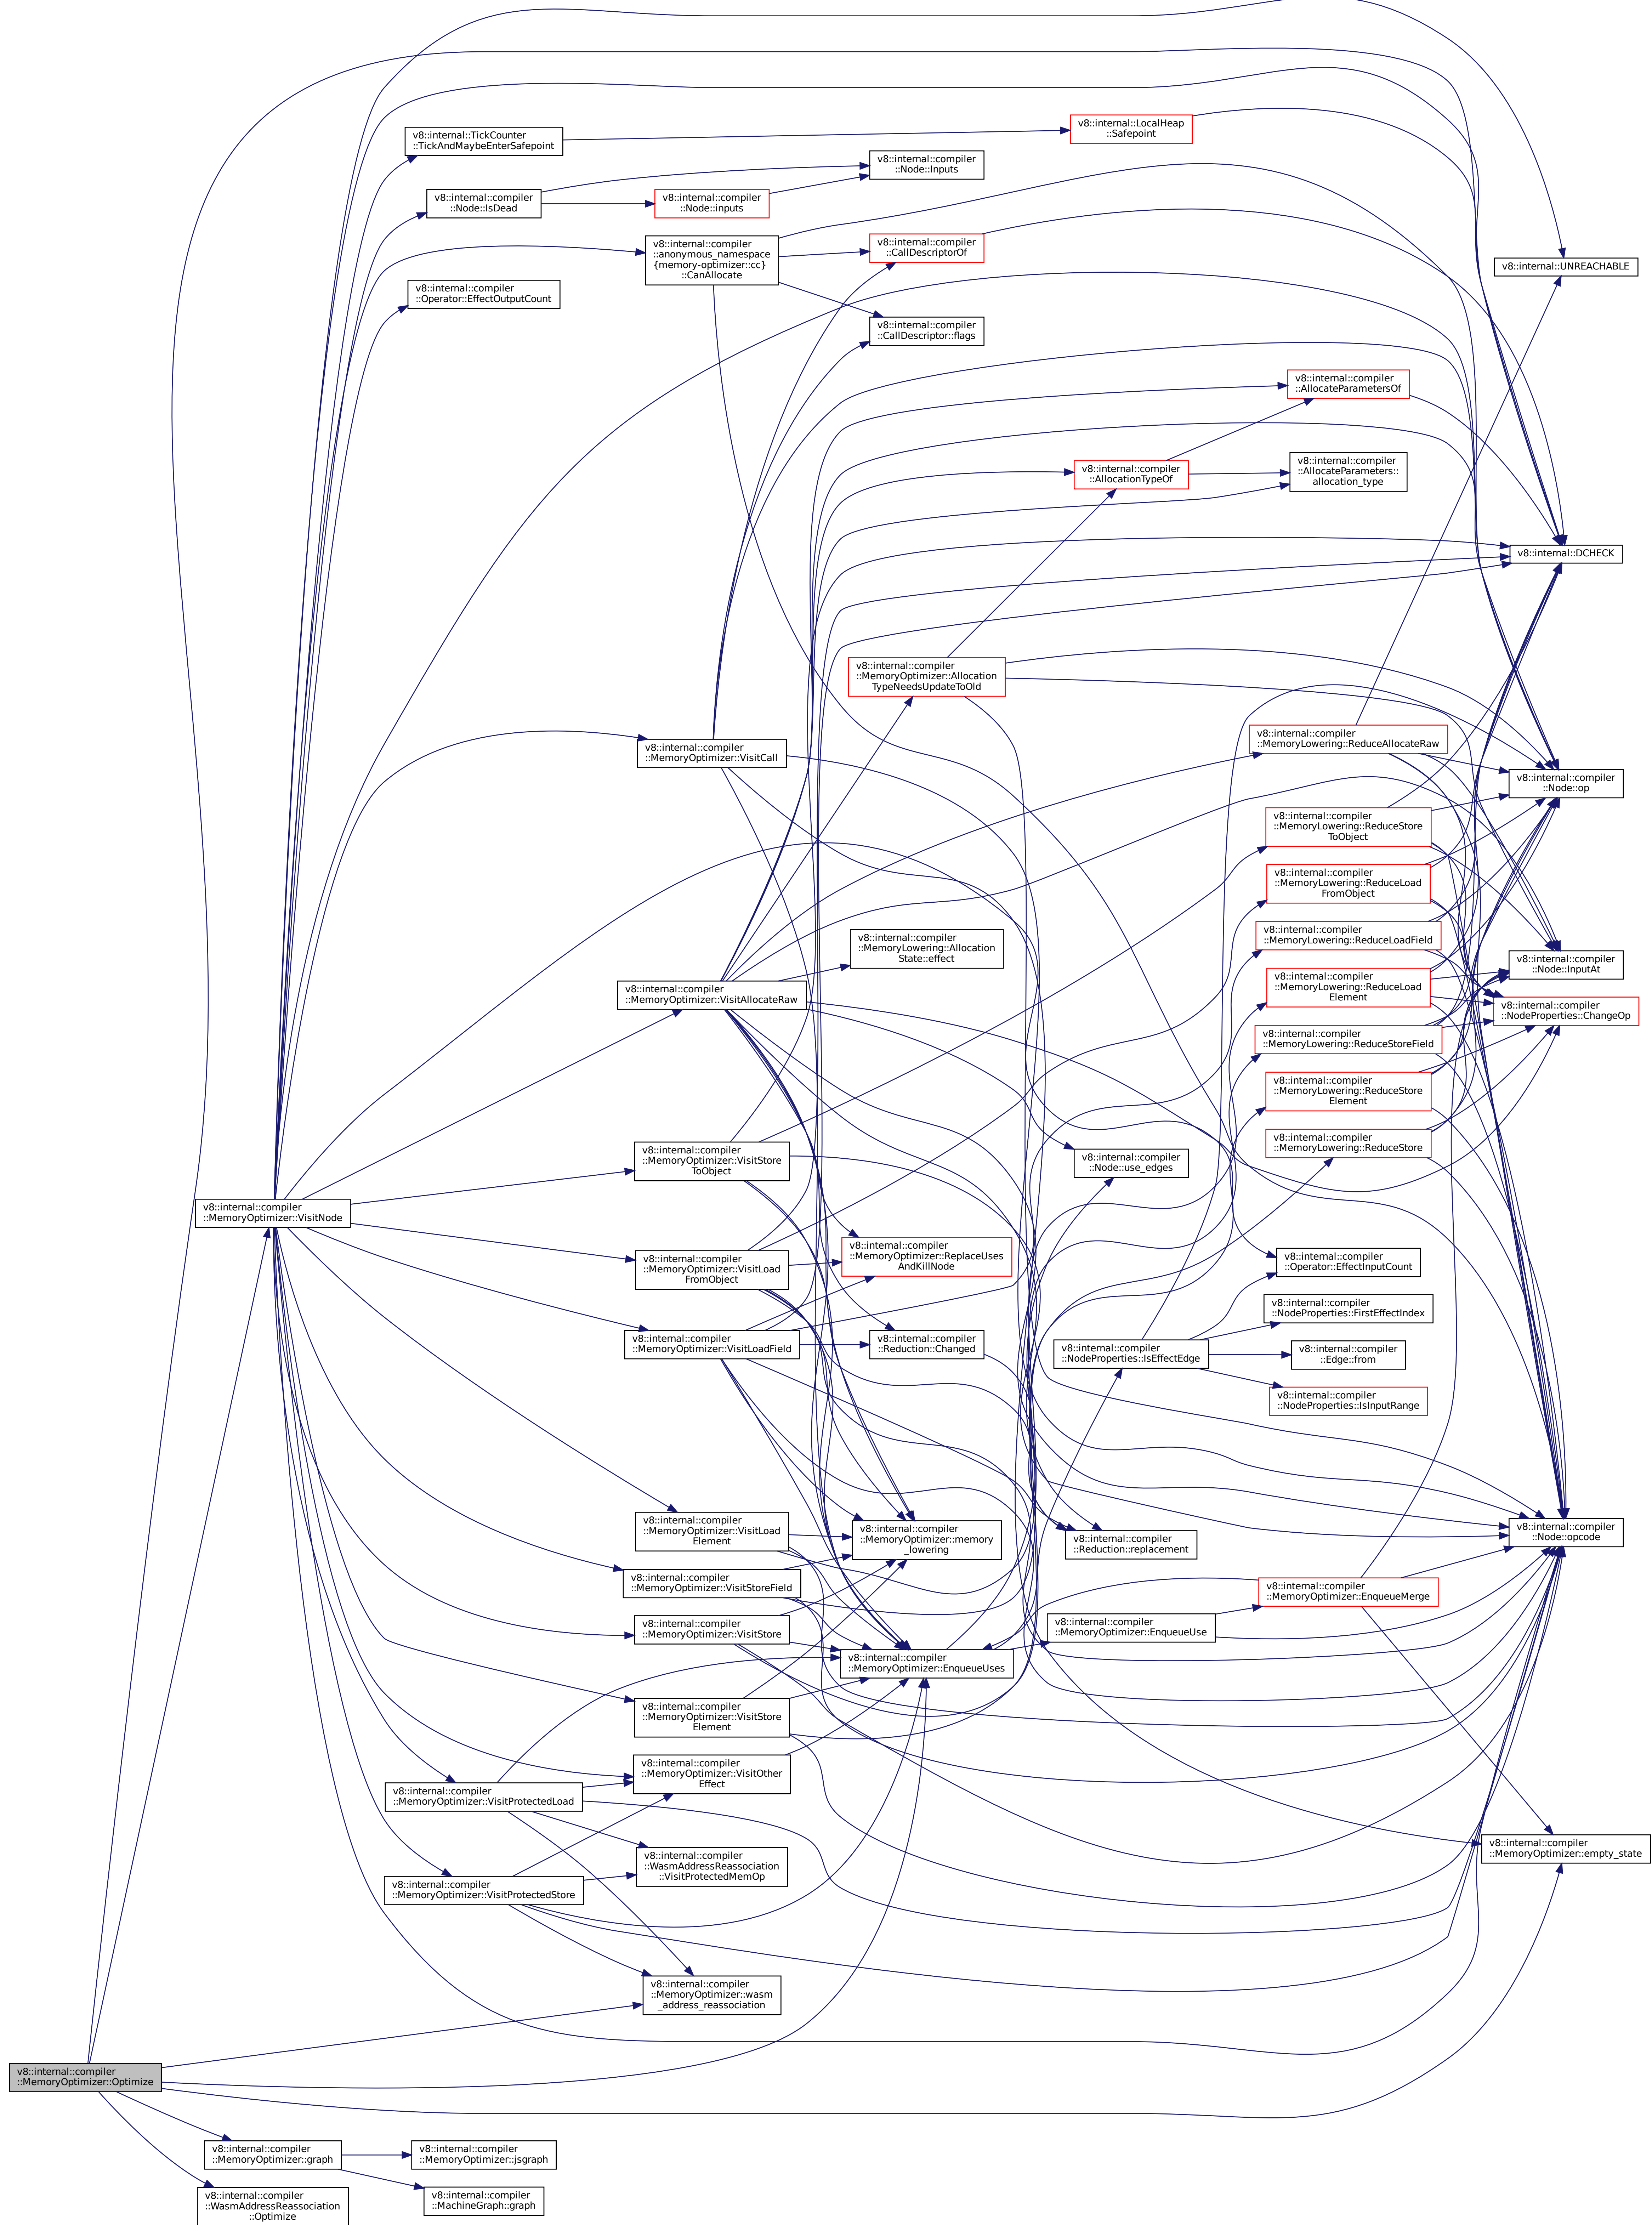 v8::internal::TickCounter
::TickAndMaybeEnterSafepoint
v8::internal::LocalHeap
::Safepoint
v8::internal::compiler
::Node::Inputs
v8::internal::compiler
::Node::IsDead
v8::internal::compiler
::Node::inputs
v8::internal::compiler
::anonymous_namespace
{memory-optimizer::cc}
::CanAllocate
v8::internal::compiler
::CallDescriptorOf
v8::internal::UNREACHABLE
v8::internal::compiler
::Operator::EffectOutputCount
v8::internal::compiler
::CallDescriptor::flags
v8::internal::compiler
::AllocateParametersOf
v8::internal::compiler
::AllocationTypeOf
v8::internal::compiler
::AllocateParameters::
allocation_type
v8::internal::DCHECK
v8::internal::compiler
::MemoryOptimizer::Allocation
TypeNeedsUpdateToOld
v8::internal::compiler
::MemoryOptimizer::VisitCall
v8::internal::compiler
::MemoryLowering::ReduceAllocateRaw
v8::internal::compiler
::Node::op
v8::internal::compiler
::MemoryLowering::ReduceStore
ToObject
v8::internal::compiler
::MemoryLowering::ReduceLoad
FromObject
v8::internal::compiler
::MemoryLowering::ReduceLoadField
v8::internal::compiler
::MemoryLowering::Allocation
State::effect
v8::internal::compiler
::Node::InputAt
v8::internal::compiler
::MemoryOptimizer::VisitAllocateRaw
v8::internal::compiler
::MemoryLowering::ReduceLoad
Element
v8::internal::compiler
::NodeProperties::ChangeOp
v8::internal::compiler
::MemoryLowering::ReduceStoreField
v8::internal::compiler
::MemoryLowering::ReduceStore
Element
v8::internal::compiler
::MemoryLowering::ReduceStore
v8::internal::compiler
::MemoryOptimizer::VisitStore
ToObject
v8::internal::compiler
::Node::use_edges
v8::internal::compiler
::MemoryOptimizer::VisitNode
v8::internal::compiler
::MemoryOptimizer::VisitLoad
FromObject
v8::internal::compiler
::MemoryOptimizer::ReplaceUses
AndKillNode
v8::internal::compiler
::Operator::EffectInputCount
v8::internal::compiler
::NodeProperties::FirstEffectIndex
v8::internal::compiler
::MemoryOptimizer::VisitLoadField
v8::internal::compiler
::Reduction::Changed
v8::internal::compiler
::NodeProperties::IsEffectEdge
v8::internal::compiler
::Edge::from
v8::internal::compiler
::NodeProperties::IsInputRange
v8::internal::compiler
::MemoryOptimizer::VisitLoad
Element
v8::internal::compiler
::MemoryOptimizer::memory
_lowering
v8::internal::compiler
::Reduction::replacement
v8::internal::compiler
::Node::opcode
v8::internal::compiler
::MemoryOptimizer::VisitStoreField
v8::internal::compiler
::MemoryOptimizer::EnqueueMerge
v8::internal::compiler
::MemoryOptimizer::VisitStore
v8::internal::compiler
::MemoryOptimizer::EnqueueUse
v8::internal::compiler
::MemoryOptimizer::EnqueueUses
v8::internal::compiler
::MemoryOptimizer::VisitStore
Element
v8::internal::compiler
::MemoryOptimizer::VisitOther
Effect
v8::internal::compiler
::MemoryOptimizer::VisitProtectedLoad
v8::internal::compiler
::MemoryOptimizer::empty_state
v8::internal::compiler
::WasmAddressReassociation
::VisitProtectedMemOp
v8::internal::compiler
::MemoryOptimizer::VisitProtectedStore
v8::internal::compiler
::MemoryOptimizer::wasm
_address_reassociation
v8::internal::compiler
::MemoryOptimizer::Optimize
v8::internal::compiler
::MemoryOptimizer::graph
v8::internal::compiler
::MemoryOptimizer::jsgraph
v8::internal::compiler
::MachineGraph::graph
v8::internal::compiler
::WasmAddressReassociation
::Optimize